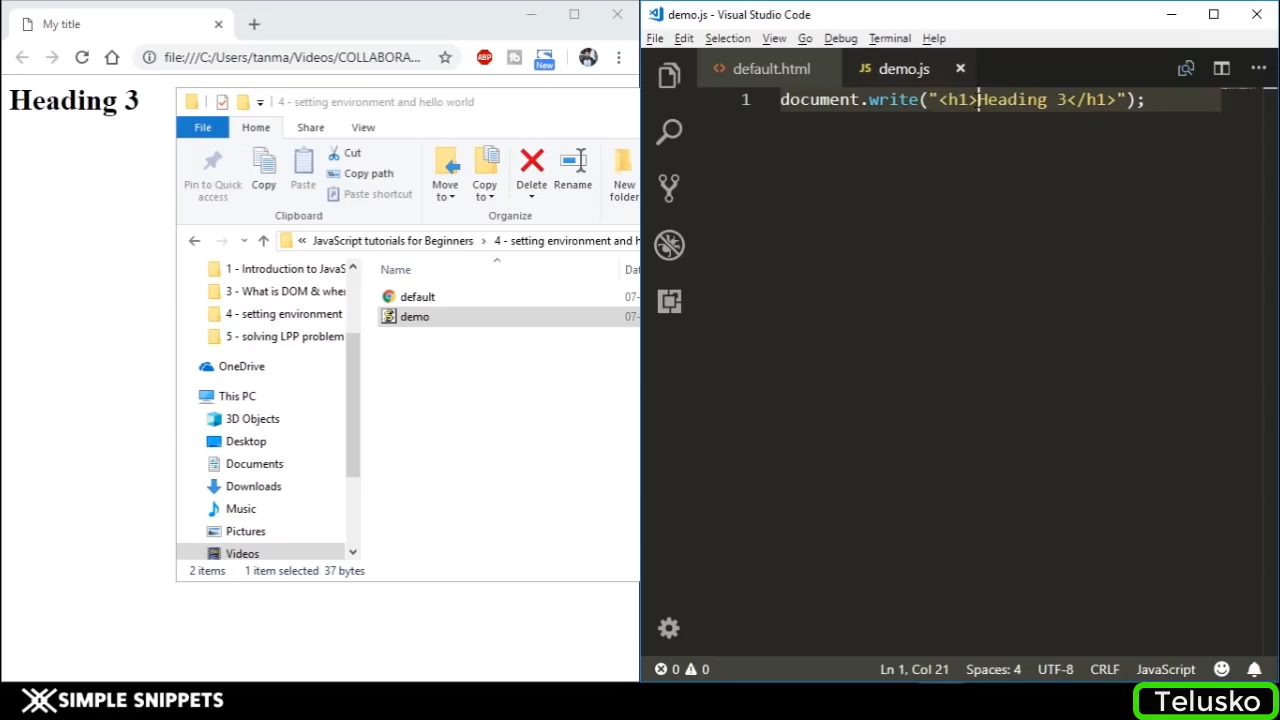 My title
file:///C:/Users/tanma/Videos/COLLABORA...
ABP
New
Heading 3
4 - setting environment and hello world
File
Home
Share
View
Pin to Quick access
Copy
Paste
Cut
Copy path
Paste shortcut
Clipboard
Move to
Copy to
Delete
Rename
New folder
Organize
« JavaScript tutorials for Beginners › 4 - setting environment and h
1 - Introduction to JavaS
3 - What is DOM & wher
4 - setting environment
5 - solving LPP problem
OneDrive
This PC
3D Objects
Desktop
Documents
Downloads
Music
Pictures
Videos
Name
Dat
default
07-
demo
07-
2 items
1 item selected 37 bytes
demo.js - Visual Studio Code
File Edit Selection View Go Debug Terminal Help
<> default.html
JS demo.js
1 document.write("<h1>Heading 3</h1>");
0 0
Ln 1, Col 21
Spaces: 4
UTF-8
CRLF
JavaScript
SIMPLE SNIPPETS
Telusko